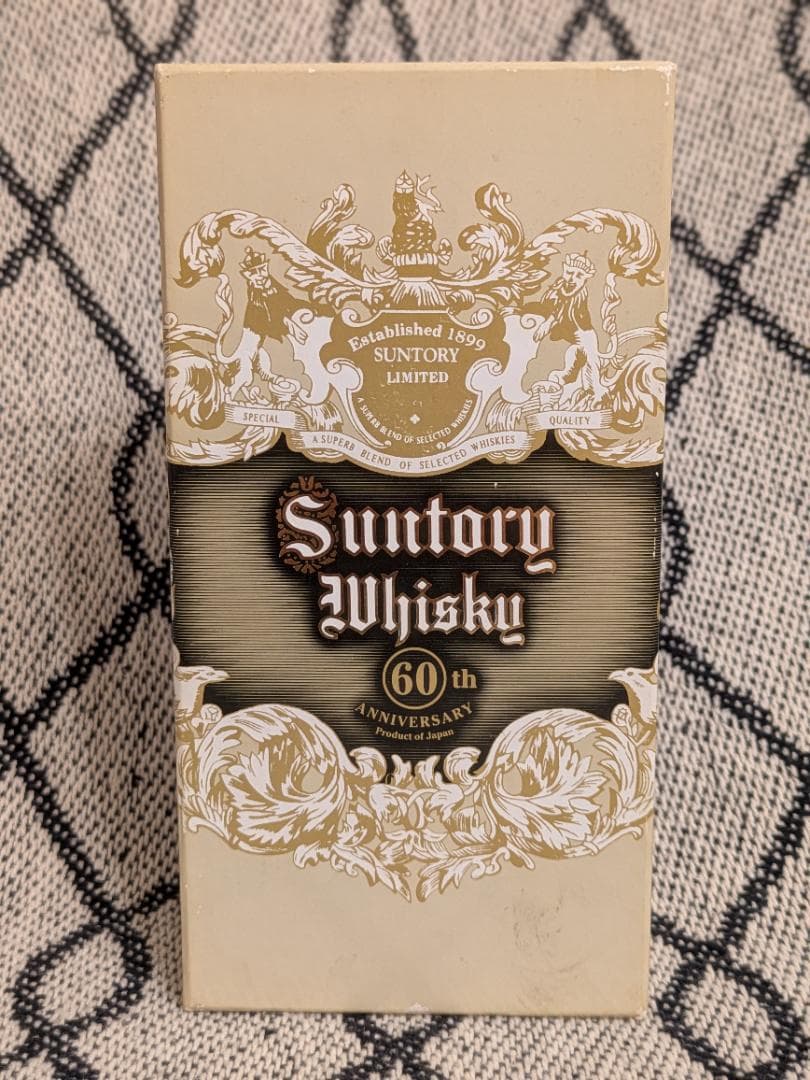 Established 1899
SUNTORY
LIMITED
A SUPERB BLEND OF SELECTED WHISKIES
SPECIAL
A SUPERB BLEND OF SELECTED WHISKIES
QUALITY
Suntory
Whisky
60th
ANNIVERSARY
Product of Japan